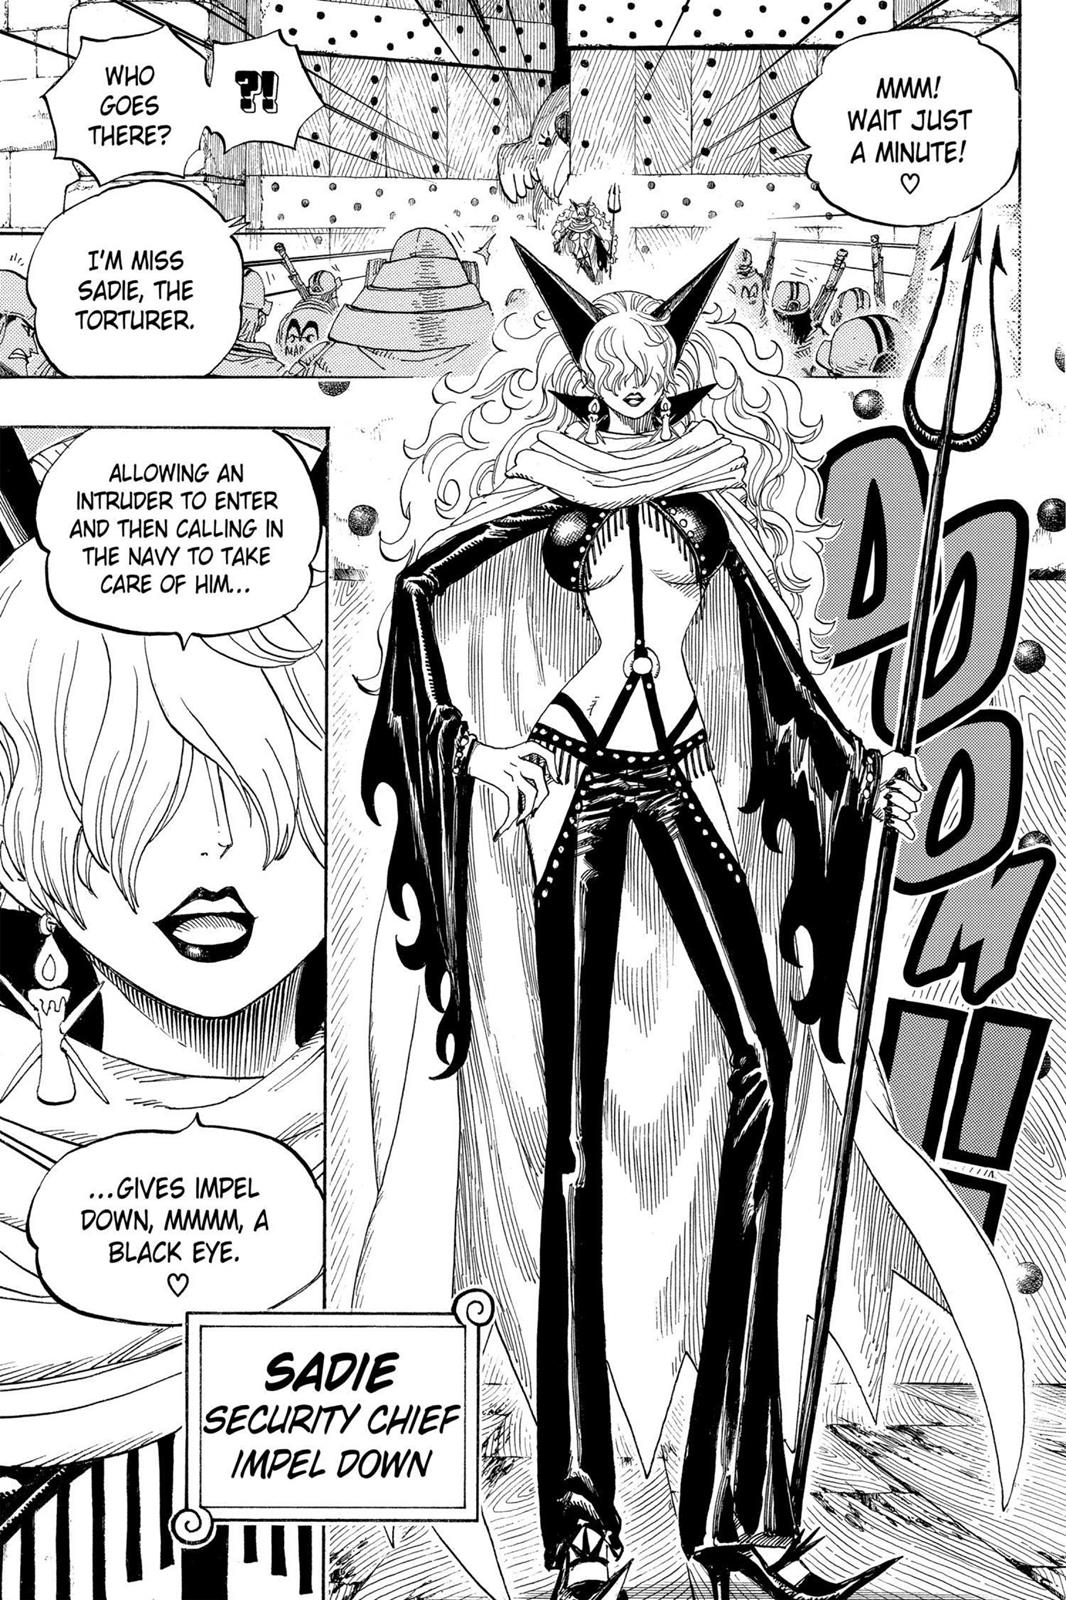 MMM!
WAIT JUST
A MINUTE!
♡
?!
WHO
GOES
THERE?
I'M MISS
SADIE, THE
TORTURER.
DOOM!!
ALLOWING AN
INTRUDER TO ENTER
AND THEN CALLING IN
THE NAVY TO TAKE
CARE OF HIM...
...GIVES IMPEL
DOWN, MMMM, A
BLACK EYE.
♡
SADIE
SECURITY CHIEF
IMPEL DOWN